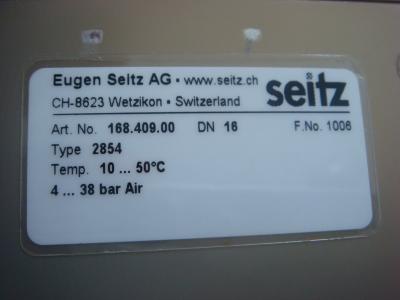 Eugen Seitz AG • www.seitz.ch
CH-8623 Wetzikon • Switzerland
seitz
Art. No. 168.409.00 DN 16 F.No. 1006
Type 2854
Temp. 10 ... 50°C
4 ... 38 bar Air